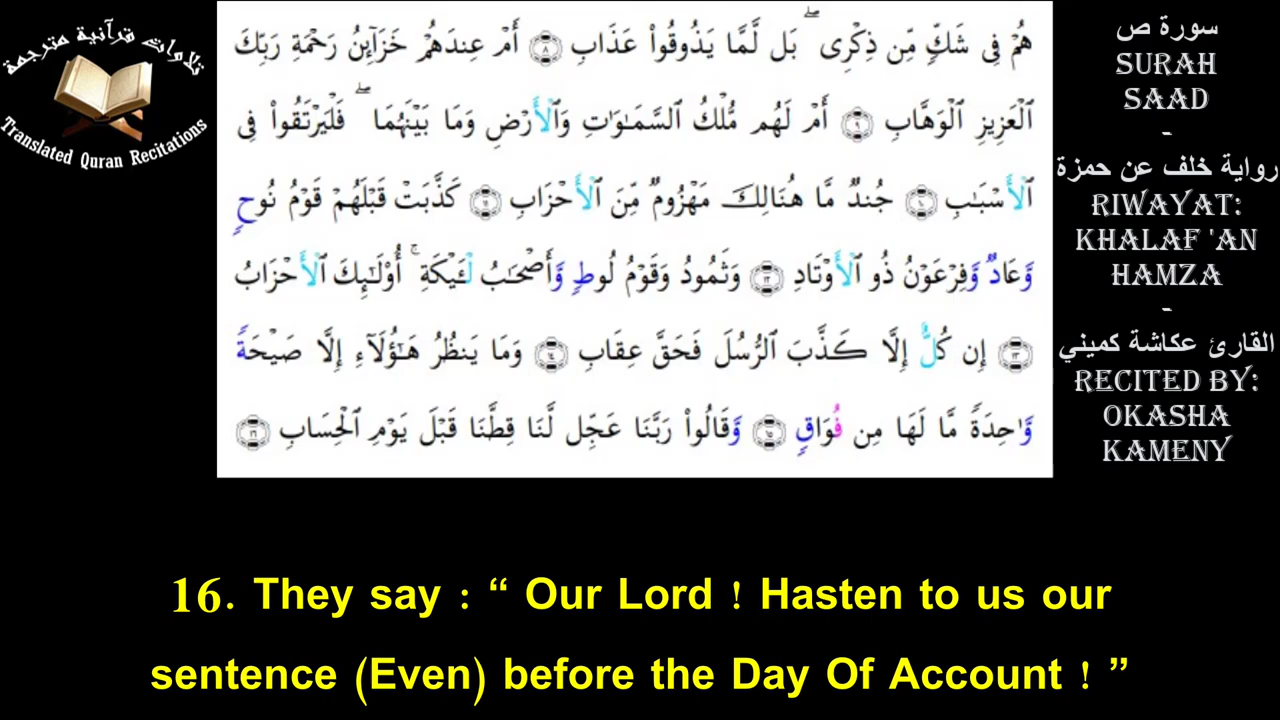 تلاوات قرآنية مترجمة
Translated Quran Recitations
هُمْ فِى شَكٍّ مِّن ذِكْرِى ۖ بَل لَّمَّا يَذُوقُوا۟ عَذَابِ ٨ أَمْ عِندَهُمْ خَزَآئِنُ رَحْمَةِ رَبِّكَ
ٱلْعَزِيزِ ٱلْوَهَّابِ ٩ أَمْ لَهُم مُّلْكُ ٱلسَّمَـٰوَٰتِ وَٱلْأَرْضِ وَمَا بَيْنَهُمَا ۖ فَلْيَرْتَقُوا۟ فِى
ٱلْأَسْبَـٰبِ ١٠ جُندٌ مَّا هُنَالِكَ مَهْزُومٌ مِّنَ ٱلْأَحْزَابِ ١١ كَذَّبَتْ قَبْلَهُمْ قَوْمُ نُوحٍ
وَّعَادٌ وَّفِرْعَوْنُ ذُو ٱلْأَوْتَادِ ١٢ وَثَمُودُ وَقَوْمُ لُوطٍ وَّأَصْحَـٰبُ لْـَٔيْكَةِ ۚ أُو۟لَـٰٓئِكَ ٱلْأَحْزَابُ
١٣ إِن كُلٌّ إِلَّا كَذَّبَ ٱلرُّسُلَ فَحَقَّ عِقَابِ ١٤ وَمَا يَنظُرُ هَـٰٓؤُلَآءِ إِلَّا صَيْحَةً
وَّٰحِدَةً مَّا لَهَا مِن فُوَاقٍ ١٥ وَّقَالُوا۟ رَبَّنَا عَجِّل لَّنَا قِطَّنَا قَبْلَ يَوْمِ ٱلْحِسَابِ ١٦
سورة ص
SURAH
SAAD
-
رواية خلف عن حمزة
RIWAYAT:
KHALAF 'AN
HAMZA
-
القارئ عكاشة كميني
RECITED BY:
OKASHA
KAMENY
16. They say : “ Our Lord ! Hasten to us our
sentence (Even) before the Day Of Account ! ”